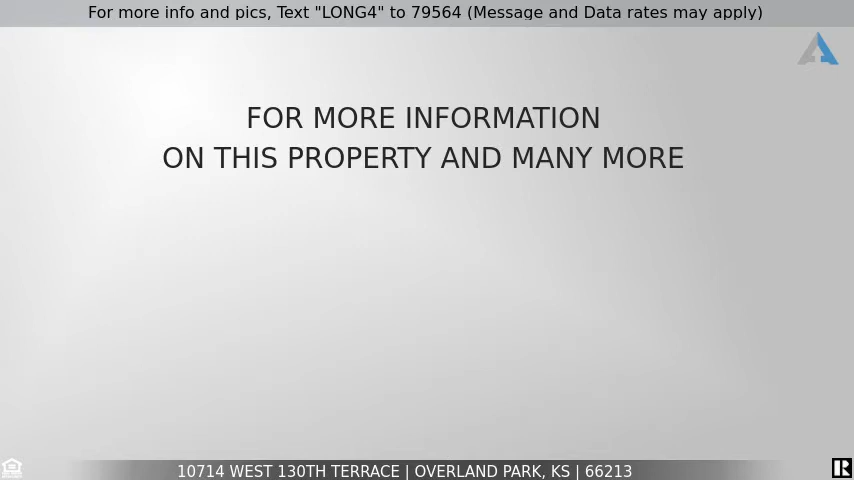 For more info and pics, Text "LONG4" to 79564 (Message and Data rates may apply)
FOR MORE INFORMATION
ON THIS PROPERTY AND MANY MORE
10714 WEST 130TH TERRACE | OVERLAND PARK, KS | 66213